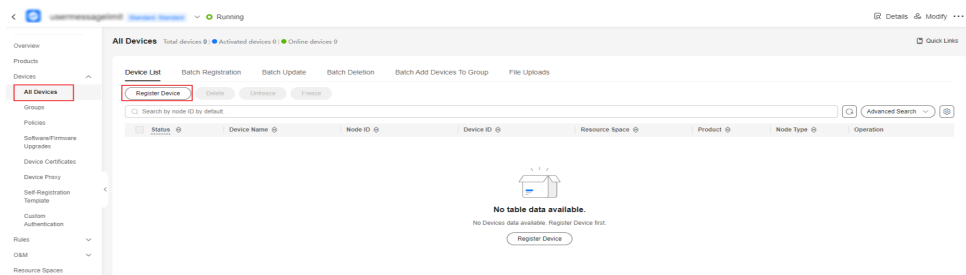 Running
Details Modify
Overview
Products
Devices
All Devices
Groups
Policies
Software/Firmware
Upgrades
Device Certificates
Device Proxy
Self-Registration
Template
Custom
Authentication
Rules
O&M
Resource Spaces
All Devices Total devices 0 | Activated devices 0 | Online devices 0
Quick Links
Device List Batch Registration Batch Update Batch Deletion Batch Add Devices To Group File Uploads
Register Device Delete Unfreeze Freeze
Search by node ID by default.
Advanced Search
Status Device Name Node ID Device ID Resource Space Product Node Type Operation
No table data available.
No Devices data available. Register Device first.
Register Device